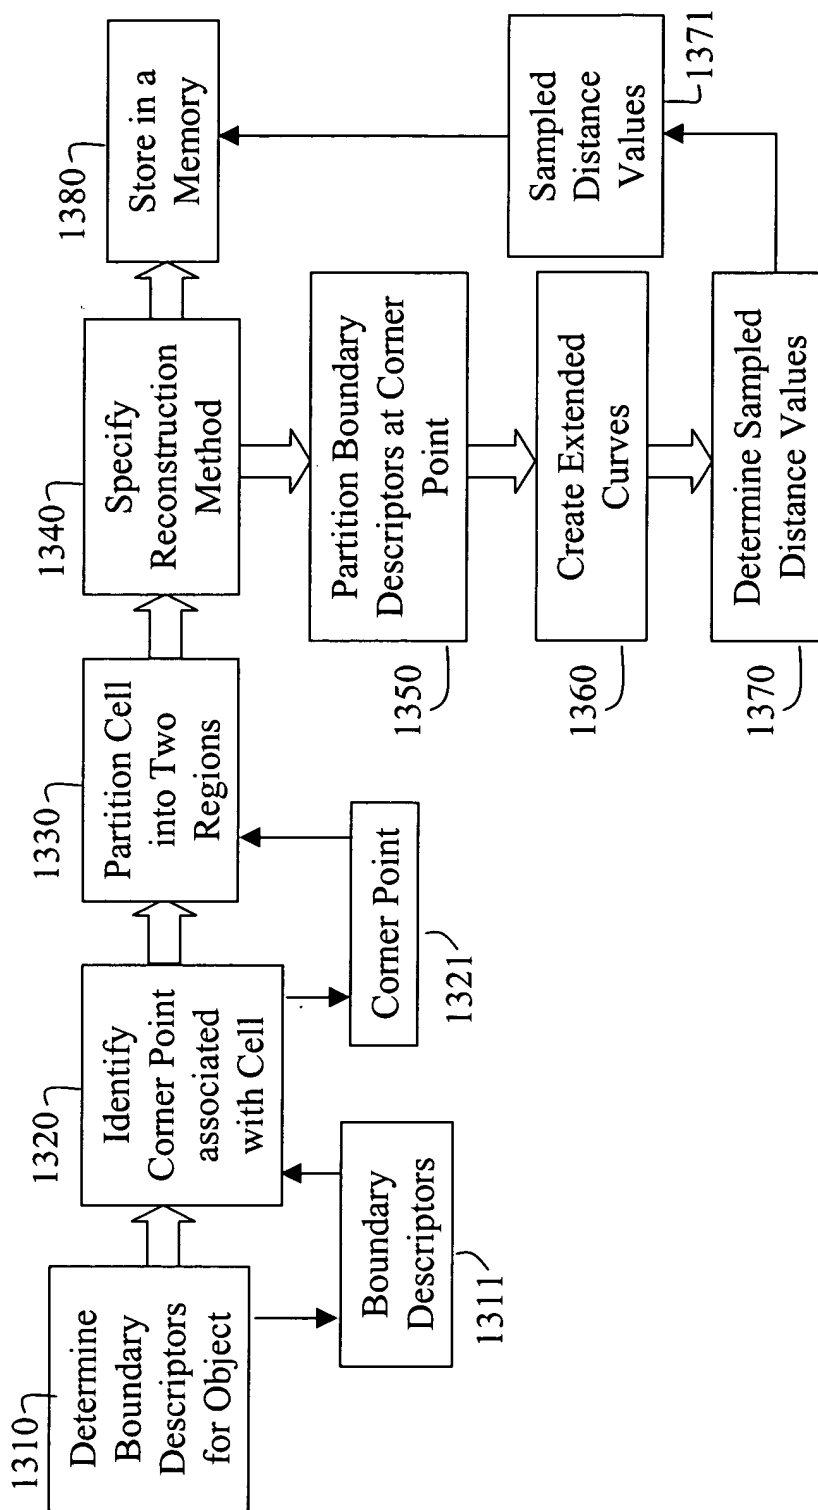 1310
Determine
Boundary
Descriptors
for Object
Boundary
Descriptors
1311
1320
Identify
Corner Point
associated
with Cell
Corner Point
1321
1330
Partition Cell
into Two
Regions
1340
Specify
Reconstruction
Method
1380
Store in a
Memory
Partition Boundary
Descriptors at Corner
Point
1350
Create Extended
Curves
1360
Determine Sampled
Distance Values
1370
Sampled
Distance
Values
1371